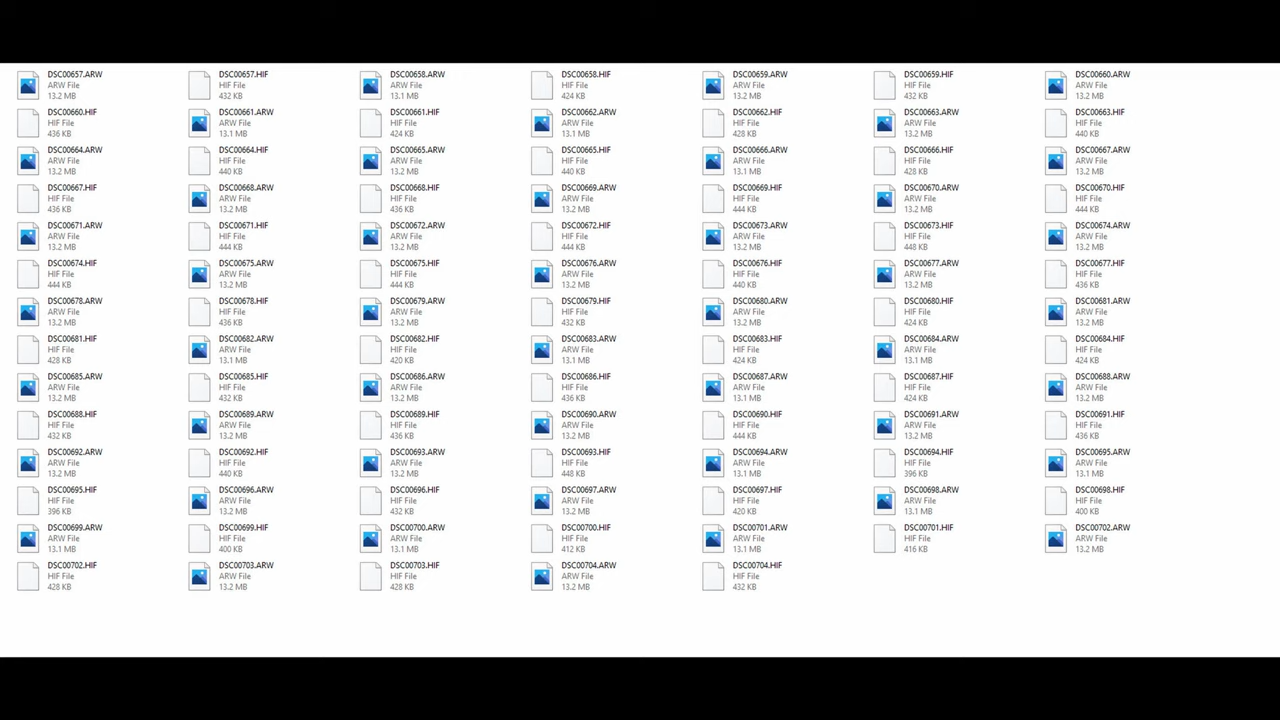 DSC00657.ARW
ARW File
13.2 MB
DSC00657.HIF
HIF File
432 KB
DSC00658.ARW
ARW File
13.1 MB
DSC00658.HIF
HIF File
424 KB
DSC00659.ARW
ARW File
13.2 MB
DSC00659.HIF
HIF File
432 KB
DSC00660.ARW
ARW File
13.2 MB
DSC00660.HIF
HIF File
436 KB
DSC00661.ARW
ARW File
13.1 MB
DSC00661.HIF
HIF File
424 KB
DSC00662.ARW
ARW File
13.1 MB
DSC00662.HIF
HIF File
428 KB
DSC00663.ARW
ARW File
13.2 MB
DSC00663.HIF
HIF File
440 KB
DSC00664.ARW
ARW File
13.2 MB
DSC00664.HIF
HIF File
440 KB
DSC00665.ARW
ARW File
13.2 MB
DSC00665.HIF
HIF File
440 KB
DSC00666.ARW
ARW File
13.1 MB
DSC00666.HIF
HIF File
428 KB
DSC00667.ARW
ARW File
13.2 MB
DSC00667.HIF
HIF File
436 KB
DSC00668.ARW
ARW File
13.2 MB
DSC00668.HIF
HIF File
436 KB
DSC00669.ARW
ARW File
13.2 MB
DSC00669.HIF
HIF File
444 KB
DSC00670.ARW
ARW File
13.2 MB
DSC00670.HIF
HIF File
444 KB
DSC00671.ARW
ARW File
13.2 MB
DSC00671.HIF
HIF File
444 KB
DSC00672.ARW
ARW File
13.2 MB
DSC00672.HIF
HIF File
444 KB
DSC00673.ARW
ARW File
13.2 MB
DSC00673.HIF
HIF File
448 KB
DSC00674.ARW
ARW File
13.2 MB
DSC00674.HIF
HIF File
444 KB
DSC00675.ARW
ARW File
13.2 MB
DSC00675.HIF
HIF File
444 KB
DSC00676.ARW
ARW File
13.2 MB
DSC00676.HIF
HIF File
440 KB
DSC00677.ARW
ARW File
13.2 MB
DSC00677.HIF
HIF File
436 KB
DSC00678.ARW
ARW File
13.2 MB
DSC00678.HIF
HIF File
436 KB
DSC00679.ARW
ARW File
13.2 MB
DSC00679.HIF
HIF File
432 KB
DSC00680.ARW
ARW File
13.2 MB
DSC00680.HIF
HIF File
424 KB
DSC00681.ARW
ARW File
13.2 MB
DSC00681.HIF
HIF File
428 KB
DSC00682.ARW
ARW File
13.1 MB
DSC00682.HIF
HIF File
420 KB
DSC00683.ARW
ARW File
13.1 MB
DSC00683.HIF
HIF File
424 KB
DSC00684.ARW
ARW File
13.1 MB
DSC00684.HIF
HIF File
424 KB
DSC00685.ARW
ARW File
13.2 MB
DSC00685.HIF
HIF File
432 KB
DSC00686.ARW
ARW File
13.2 MB
DSC00686.HIF
HIF File
436 KB
DSC00687.ARW
ARW File
13.1 MB
DSC00687.HIF
HIF File
424 KB
DSC00688.ARW
ARW File
13.2 MB
DSC00688.HIF
HIF File
432 KB
DSC00689.ARW
ARW File
13.2 MB
DSC00689.HIF
HIF File
436 KB
DSC00690.ARW
ARW File
13.2 MB
DSC00690.HIF
HIF File
444 KB
DSC00691.ARW
ARW File
13.2 MB
DSC00691.HIF
HIF File
436 KB
DSC00692.ARW
ARW File
13.2 MB
DSC00692.HIF
HIF File
440 KB
DSC00693.ARW
ARW File
13.2 MB
DSC00693.HIF
HIF File
448 KB
DSC00694.ARW
ARW File
13.1 MB
DSC00694.HIF
HIF File
396 KB
DSC00695.ARW
ARW File
13.1 MB
DSC00695.HIF
HIF File
396 KB
DSC00696.ARW
ARW File
13.2 MB
DSC00696.HIF
HIF File
432 KB
DSC00697.ARW
ARW File
13.2 MB
DSC00697.HIF
HIF File
420 KB
DSC00698.ARW
ARW File
13.1 MB
DSC00698.HIF
HIF File
400 KB
DSC00699.ARW
ARW File
13.1 MB
DSC00699.HIF
HIF File
400 KB
DSC00700.ARW
ARW File
13.1 MB
DSC00700.HIF
HIF File
412 KB
DSC00701.ARW
ARW File
13.1 MB
DSC00701.HIF
HIF File
416 KB
DSC00702.ARW
ARW File
13.2 MB
DSC00702.HIF
HIF File
428 KB
DSC00703.ARW
ARW File
13.2 MB
DSC00703.HIF
HIF File
428 KB
DSC00704.ARW
ARW File
13.2 MB
DSC00704.HIF
HIF File
432 KB